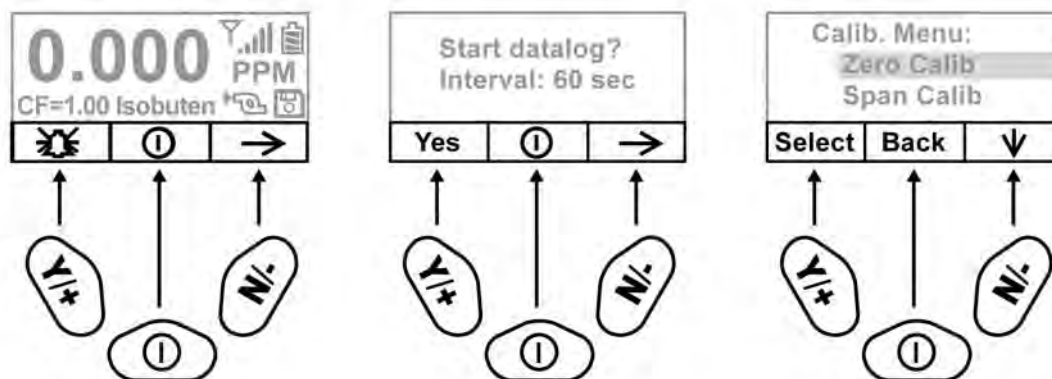 0.000
PPM
CF=1.00 Isobuten
Y/+
N/-
Start datalog?
Interval: 60 sec
Yes
Y/+
N/-
Calib. Menu:
Zero Calib
Span Calib
Select Back
Y/+
N/-